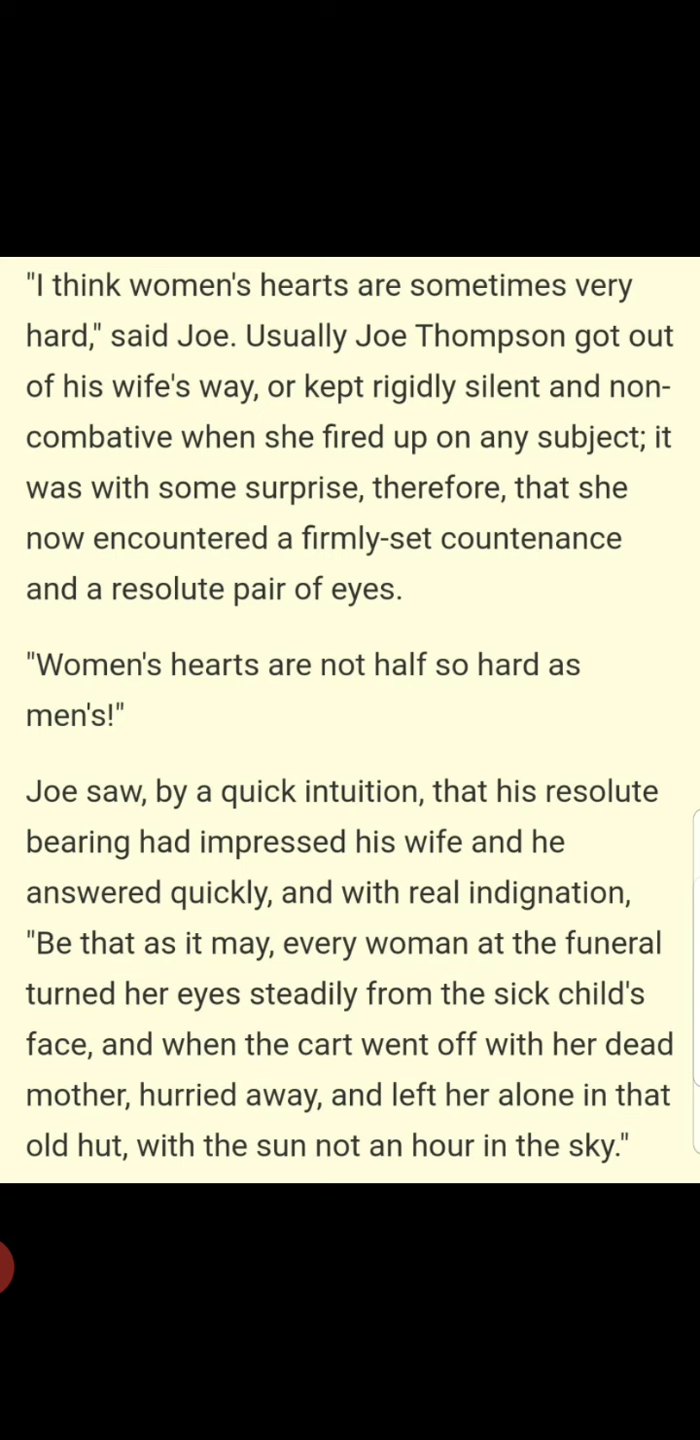 "I think women's hearts are sometimes very
hard," said Joe. Usually Joe Thompson got out
of his wife's way, or kept rigidly silent and non-
combative when she fired up on any subject; it
was with some surprise, therefore, that she
now encountered a firmly-set countenance
and a resolute pair of eyes.
"Women's hearts are not half so hard as
men's!"
Joe saw, by a quick intuition, that his resolute
bearing had impressed his wife and he
answered quickly, and with real indignation,
"Be that as it may, every woman at the funeral
turned her eyes steadily from the sick child's
face, and when the cart went off with her dead
mother, hurried away, and left her alone in that
old hut, with the sun not an hour in the sky."